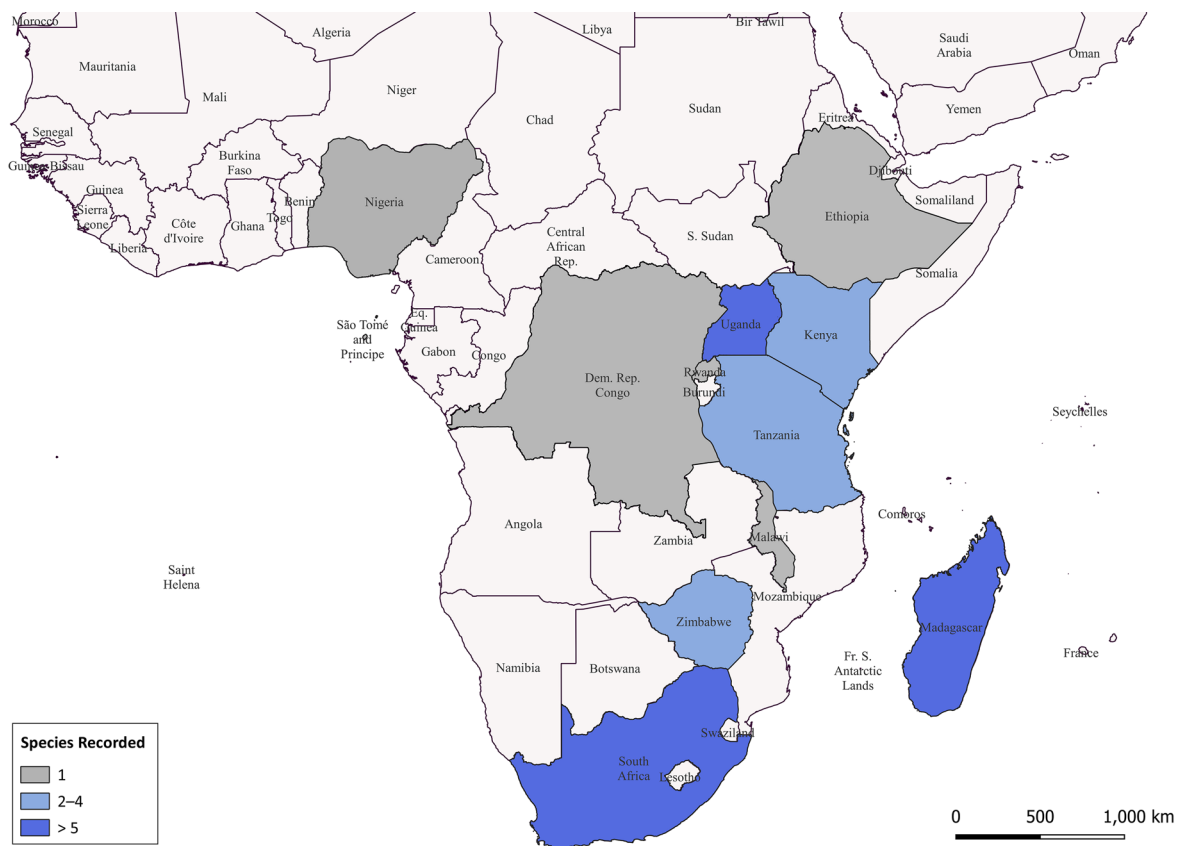 Morocco
Algeria
Libya
Bir Tawil
Saudi
Arabia
Oman
Mauritania
Mali
Niger
Chad
Sudan
Eritrea
Yemen
Senegal
Guinea-Bissau
Guinea
Sierra
Leone
Liberia
Burkina
Faso
Côte
d'Ivoire
Ghana
Togo
Benin
Nigeria
Cameroon
Central
African
Rep.
S. Sudan
Ethiopia
Djibouti
Somaliland
Somalia
São Tomé
and
Principe
Eq.
Guinea
Gabon
Congo
Dem. Rep.
Congo
Uganda
Kenya
Rwanda
Burundi
Tanzania
Seychelles
Comoros
Angola
Zambia
Malawi
Mozambique
Saint
Helena
Zimbabwe
Madagascar
Namibia
Botswana
Fr. S.
Antarctic
Lands
France
Swaziland
South
Africa
Lesotho
Species Recorded
1
2–4
> 5
0 500 1,000 km